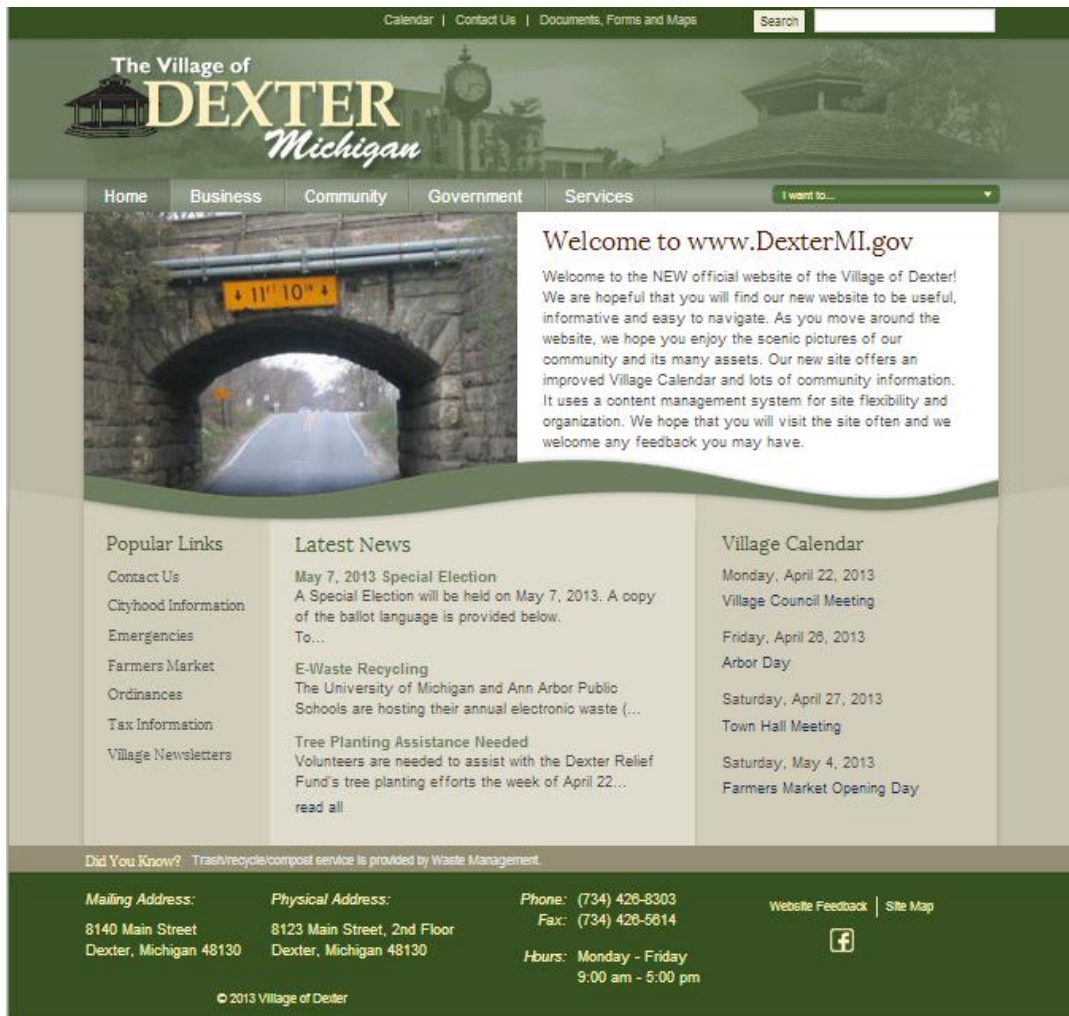 Calendar | Contact Us | Documents, Forms and Maps
Search
The Village of
DEXTER
Michigan
Home Business Community Government Services
I want to...
11FT 10IN
Welcome to www.DexterMI.gov
Welcome to the NEW official website of the Village of Dexter!
We are hopeful that you will find our new website to be useful,
informative and easy to navigate. As you move around the
website, we hope you enjoy the scenic pictures of our
community and its many assets. Our new site offers an
improved Village Calendar and lots of community information.
It uses a content management system for site flexibility and
organization. We hope that you will visit the site often and we
welcome any feedback you may have.
Popular Links
Contact Us
Cityhood Information
Emergencies
Farmers Market
Ordinances
Tax Information
Village Newsletters
Latest News
May 7, 2013 Special Election
A Special Election will be held on May 7, 2013. A copy
of the ballot language is provided below.
To...
E-Waste Recycling
The University of Michigan and Ann Arbor Public
Schools are hosting their annual electronic waste (...
Tree Planting Assistance Needed
Volunteers are needed to assist with the Dexter Relief
Fund's tree planting efforts the week of April 22...
read all
Village Calendar
Monday, April 22, 2013
Village Council Meeting
Friday, April 26, 2013
Arbor Day
Saturday, April 27, 2013
Town Hall Meeting
Saturday, May 4, 2013
Farmers Market Opening Day
Did You Know? Trash/recycle/compost service is provided by Waste Management.
Mailing Address:
8140 Main Street
Dexter, Michigan 48130
Physical Address:
8123 Main Street, 2nd Floor
Dexter, Michigan 48130
Phone: (734) 426-8303
Fax: (734) 426-5614
Hours: Monday - Friday
9:00 am - 5:00 pm
Website Feedback | Site Map
© 2013 Village of Dexter